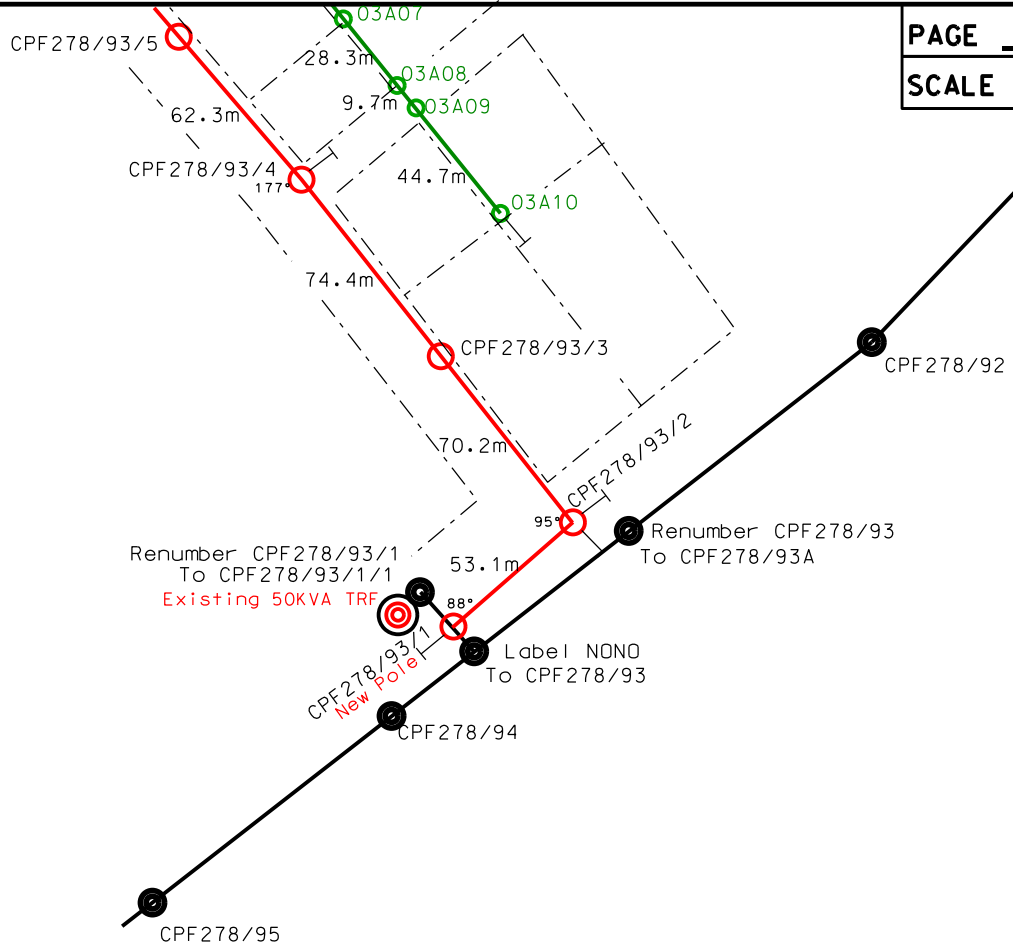 PAGE
SCALE
03A07
CPF278/93/5
28.3m
03A08
9.7m
03A09
62.3m
CPF278/93/4
177°
44.7m
03A10
74.4m
CPF278/93/3
CPF278/92
70.2m
CPF278/93/2
95°
Renumber CPF278/93
To CPF278/93A
Renumber CPF278/93/1
To CPF278/93/1/1
Existing 50KVA TRF
53.1m
88°
CPF278/93/1
New Pole
Label NONO
To CPF278/93
CPF278/94
CPF278/95